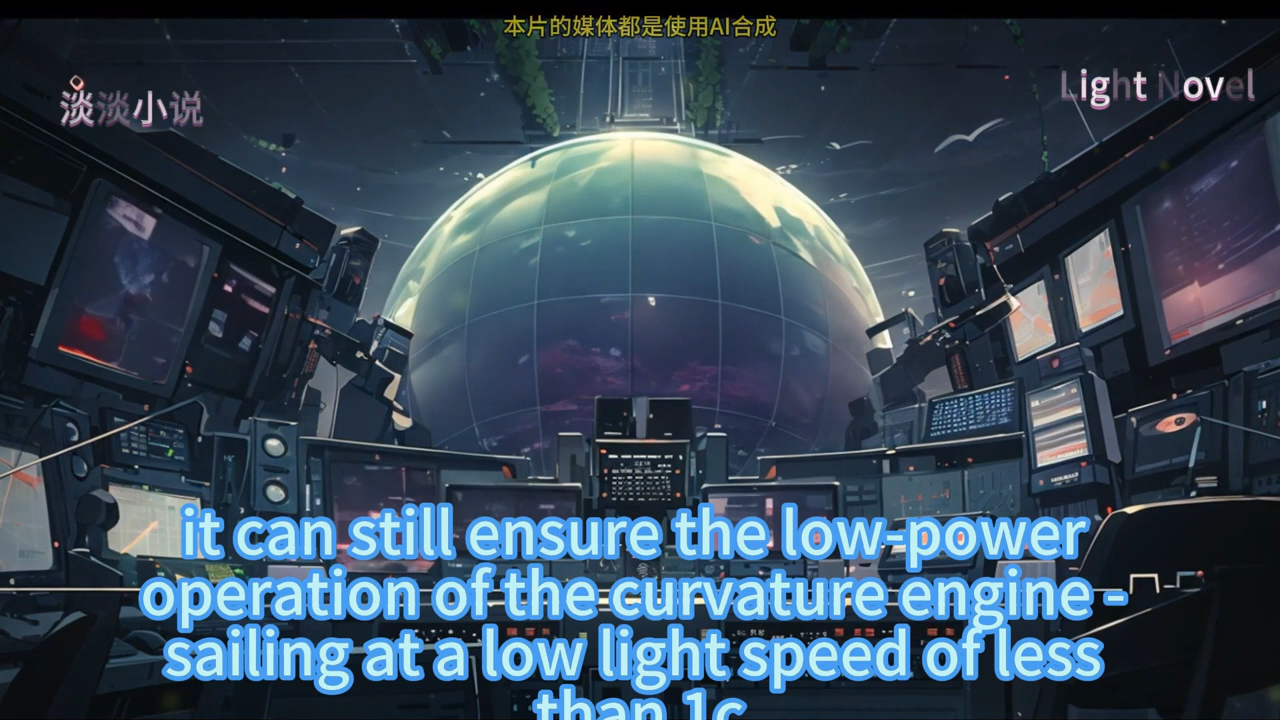 本片的媒体都是使用AI合成
淡淡小说
Light Novel
it can still ensure the low-power
operation of the curvature engine -
sailing at a low light speed of less
than 1c